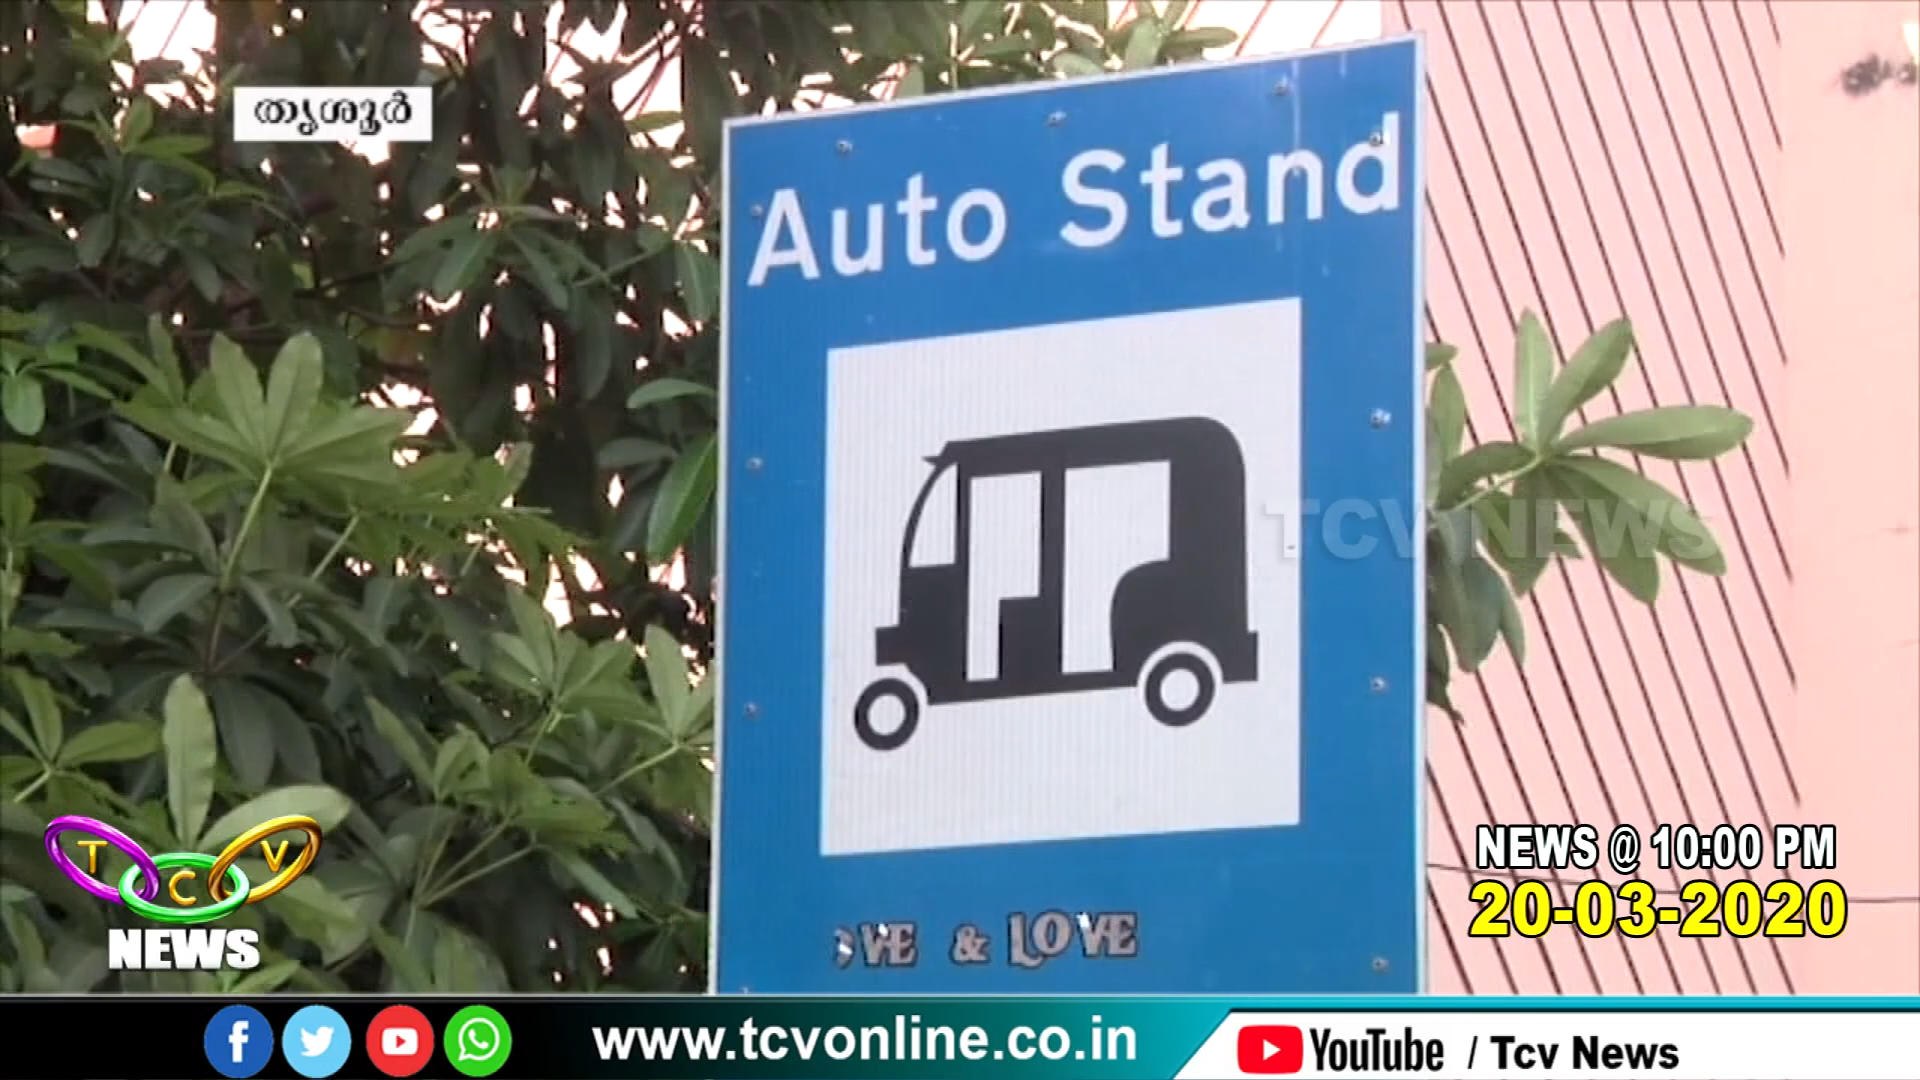 തൃശൂർ
Auto Stand
TCV NEWS
VE & LOVE
T C V
NEWS
NEWS @ 10:00 PM
20-03-2020
www.tcvonline.co.in
YouTube / Tcv News